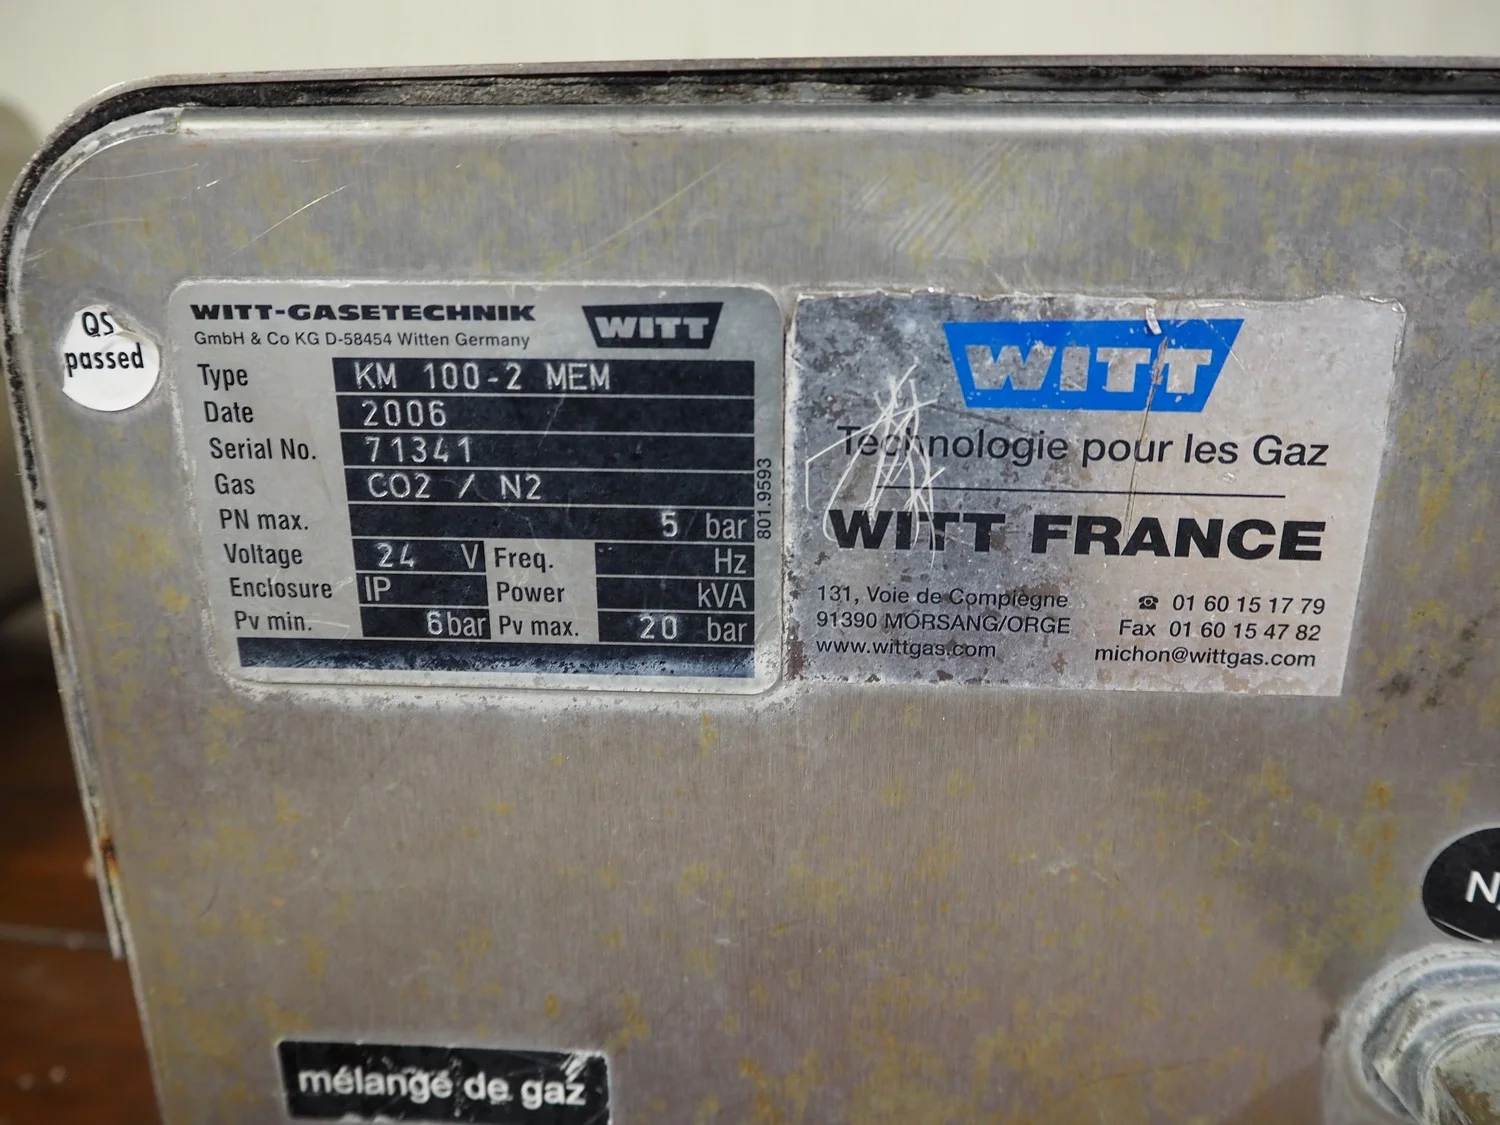 QS
passed
WITT-GASETECHNIK
GmbH & Co KG D-58454 Witten Germany
WITT
Type KM 100-2 MEM
Date 2006
Serial No. 71341
Gas CO2 / N2
PN max. 5 bar
Voltage 24 V Freq. Hz
Enclosure IP Power kVA
Pv min. 6 bar Pv max. 20 bar
801.9593
WITT
Technologie pour les Gaz
WITT FRANCE
131, Voie de Compiegne
91390 MORSANG/ORGE
www.wittgas.com
☎ 01 60 15 17 79
Fax 01 60 15 47 82
michon@wittgas.com
mélange de gaz